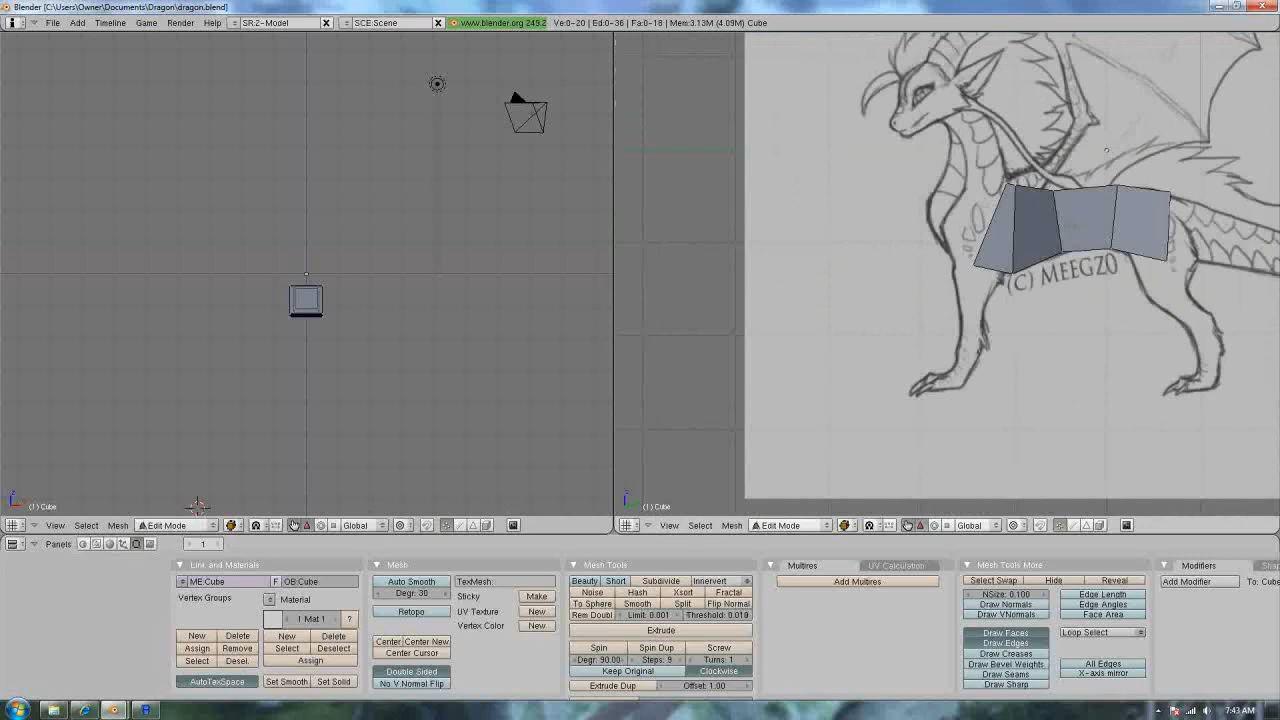 Blender [C:\Users\Owner\Documents\Dragon\dragon.blend]
File Add Timeline Game Render Help SR:2-Model SCE:Scene www.blender.org 249.2 Ve:0-20 | Ed:0-36 | Fa:0-18 | Mem:3.13M (4.09M) Cube
(C) MEEGZO
(1) Cube (1) Cube
View Select Mesh Edit Mode Global View Select Mesh Edit Mode Global
Panels 1
Link and Materials Mesh Mesh Tools Multires UV Calculation Mesh Tools More Modifiers Shap
ME:Cube F OB:Cube Auto Smooth TexMesh: Beauty Short Subdivide Innervert Add Multires Select Swap Hide Reveal Add Modifier To: Cube
Vertex Groups Material Degr: 30 Sticky Make Noise Hash Xsort Fractal NSize: 0.100 Edge Length
To Sphere Smooth Split Flip Normal Draw Normals Edge Angles
1 Mat 1 ? Retopo UV Texture New Rem Doubl Limit: 0.001 Threshold: 0.010 Draw VNormals Face Area
Vertex Color New Extrude Draw Faces Loop Select
New Delete New Delete Center Center New Draw Edges
Assign Remove Select Deselect Center Cursor Spin Spin Dup Screw Draw Creases
Select Desel. Assign Degr: 90.00 Steps: 9 Turns: 1 Draw Bevel Weights All Edges
Double Sided Keep Original Clockwise Draw Seams X-axis mirror
AutoTexSpace Set Smooth Set Solid No V.Normal Flip Extrude Dup Offset: 1.00 Draw Sharp
7:43 AM